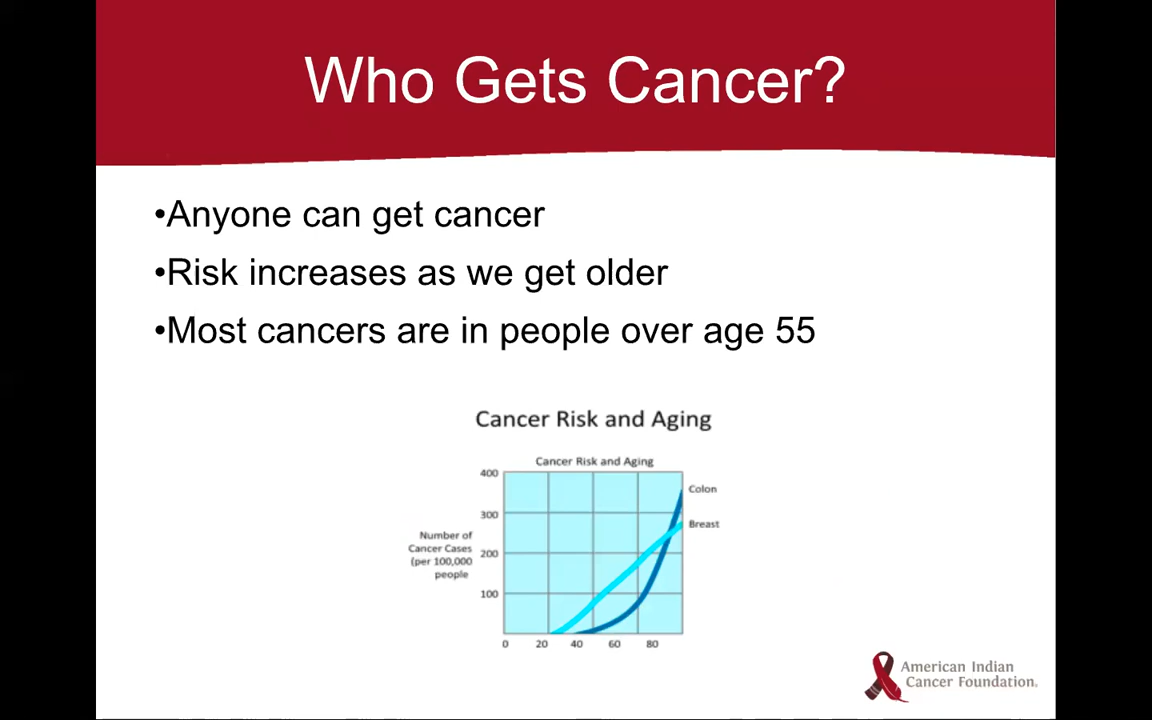 Who Gets Cancer?
•Anyone can get cancer
•Risk increases as we get older
•Most cancers are in people over age 55
Cancer Risk and Aging
Cancer Risk and Aging
400
300
200
100
Number of
Cancer Cases
(per 100,000
people
Colon
Breast
0 20 40 60 80
American Indian
Cancer Foundation.